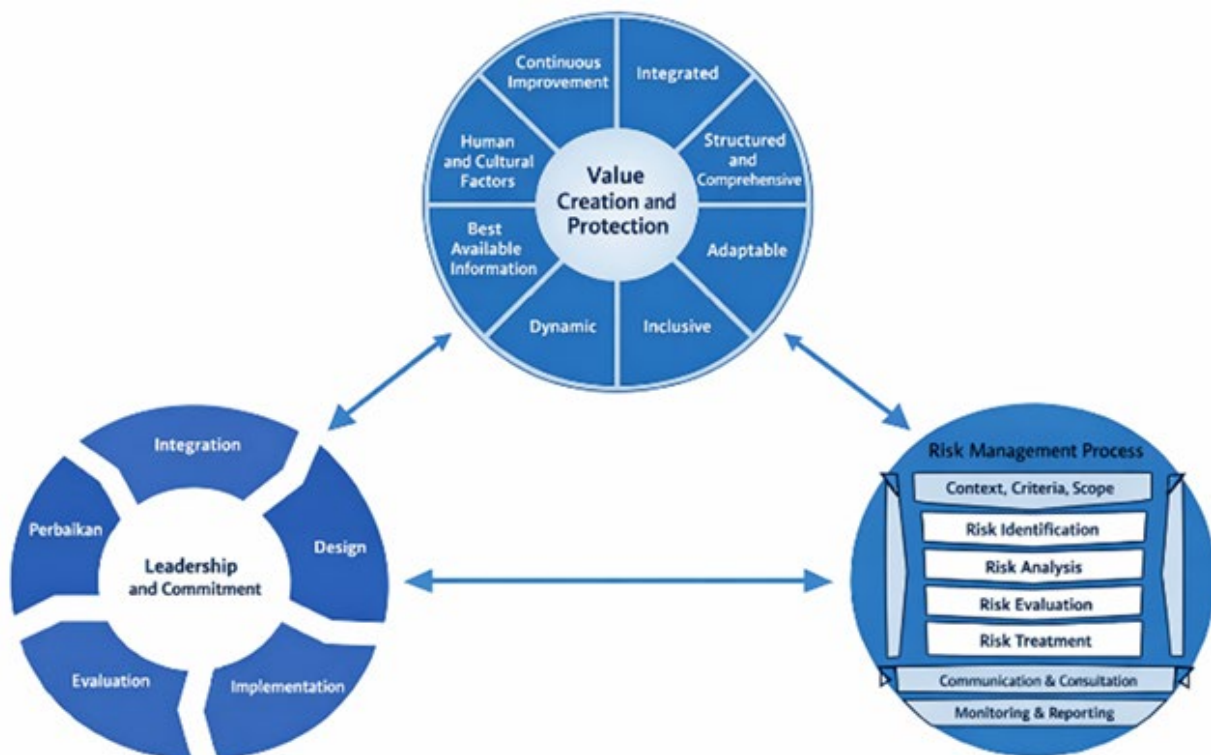 Continuous
Improvement
Integrated
Human
and Cultural
Factors
Structured
and
Comprehensive
Value
Creation and
Protection
Best
Available
Information
Adaptable
Dynamic
Inclusive
Integration
Perbaikan
Design
Leadership
and Commitment
Evaluation
Implementation
Risk Management Process
Context, Criteria, Scope
Risk Identification
Risk Analysis
Risk Evaluation
Risk Treatment
Communication & Consultation
Monitoring & Reporting